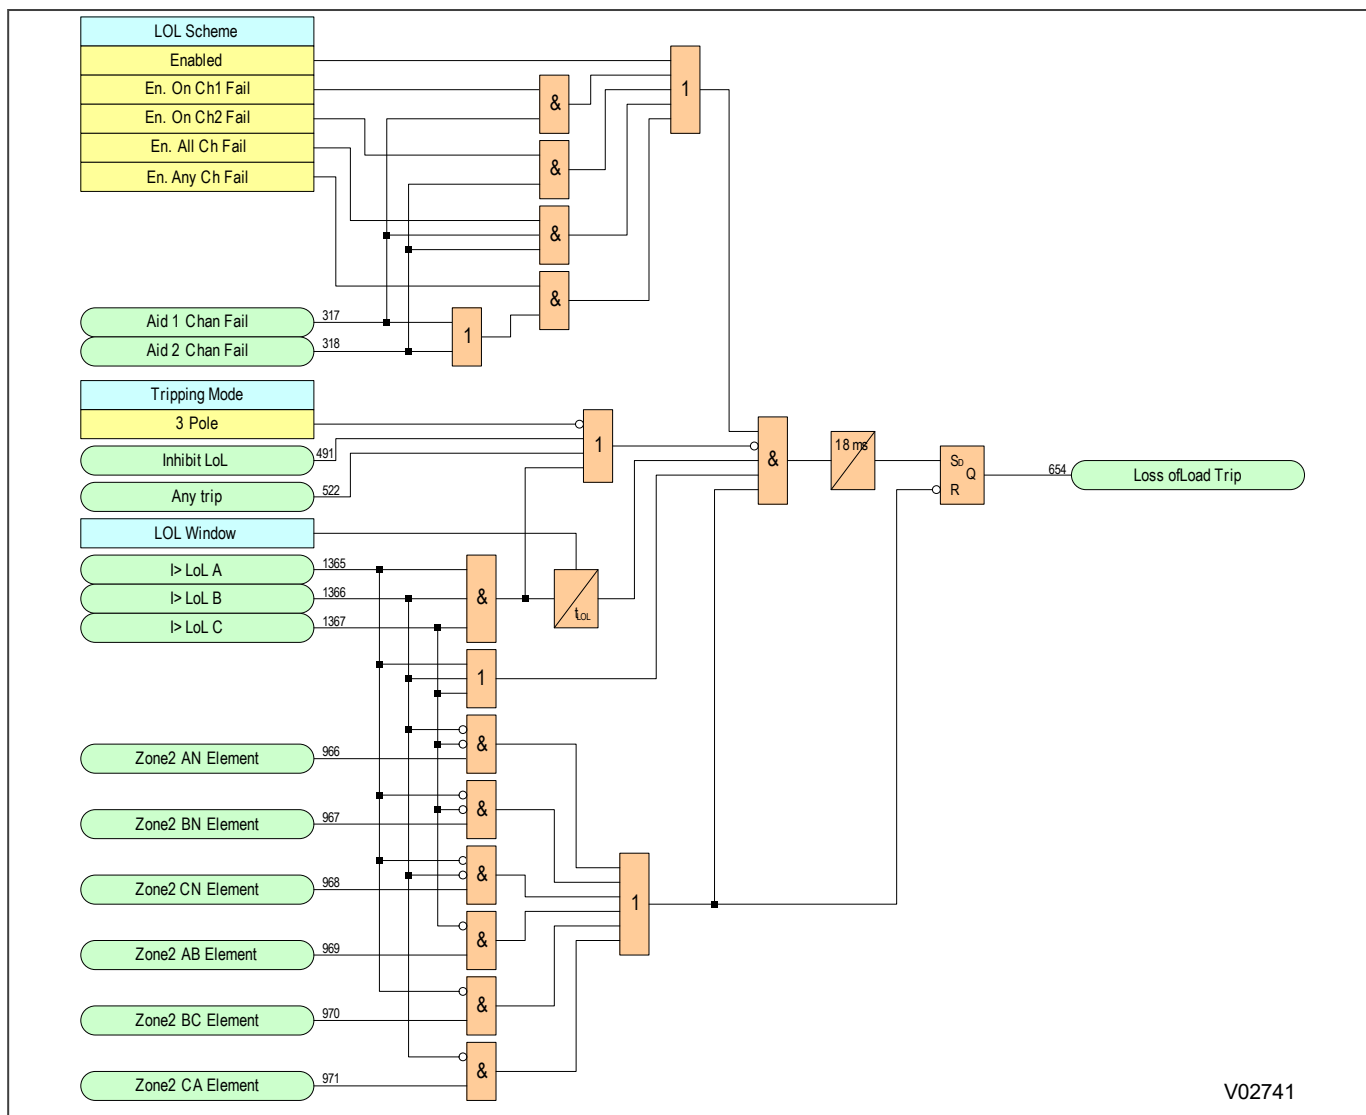 LOL Scheme
Enabled
En. On Ch1 Fail
En. On Ch2 Fail
En. All Ch Fail
En. Any Ch Fail
&
&
&
&
1
Aid 1 Chan Fail 317
Aid 2 Chan Fail 318
1
Tripping Mode
3 Pole
Inhibit LoL 491
Any trip 522
1
&
18 ms
SD Q
R
654 Loss ofLoad Trip
LOL Window
I> LoL A 1365
I> LoL B 1366
I> LoL C 1367
&
tLOL
1
Zone2 AN Element 966
&
Zone2 BN Element 967
&
Zone2 CN Element 968
&
1
Zone2 AB Element 969
&
Zone2 BC Element 970
&
Zone2 CA Element 971
&
V02741